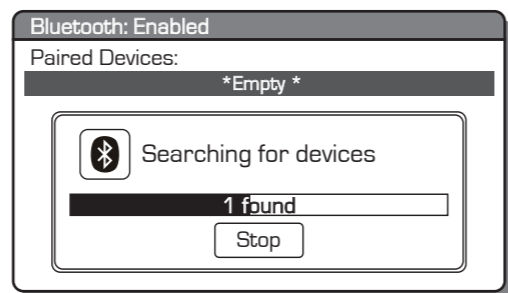 Bluetooth: Enabled
Paired Devices:
*Empty *
Searching for devices
1 found
Stop